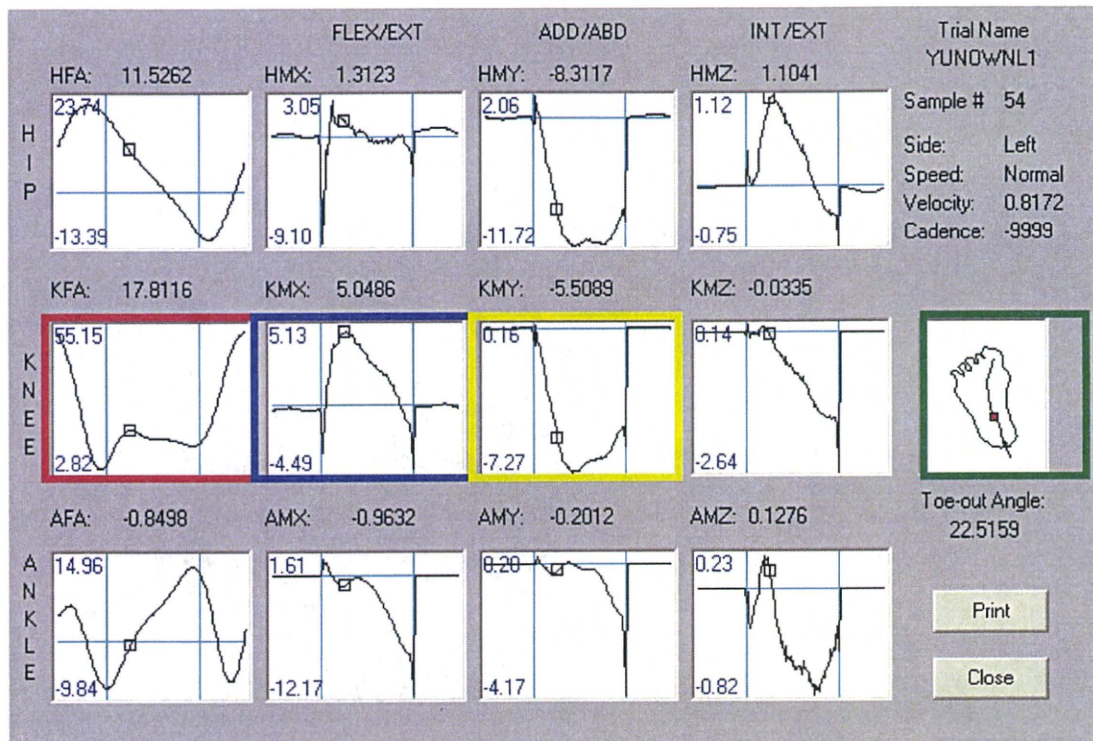 FLEX/EXT ADD/ABD INT/EXT
Trial Name
YUNOWNL1
HFA: 11.5262 HMX: 1.3123 HMY: -8.3117 HMZ: 1.1041
23.74 3.05 2.06 1.12
Sample # 54
HIP
Side: Left
Speed: Normal
Velocity: 0.8172
Cadence: -9999
-13.39 -9.10 -11.72 -0.75
KFA: 17.8116 KMX: 5.0486 KMY: -5.5089 KMZ: -0.0335
55.15 5.13 0.16 0.14
KNEE
2.82 -4.49 -7.27 -2.64
Toe-out Angle:
22.5159
AFA: -0.8498 AMX: -0.9632 AMY: -0.2012 AMZ: 0.1276
14.96 1.61 0.20 0.23
ANKLE
-9.84 -12.17 -4.17 -0.82
Print
Close